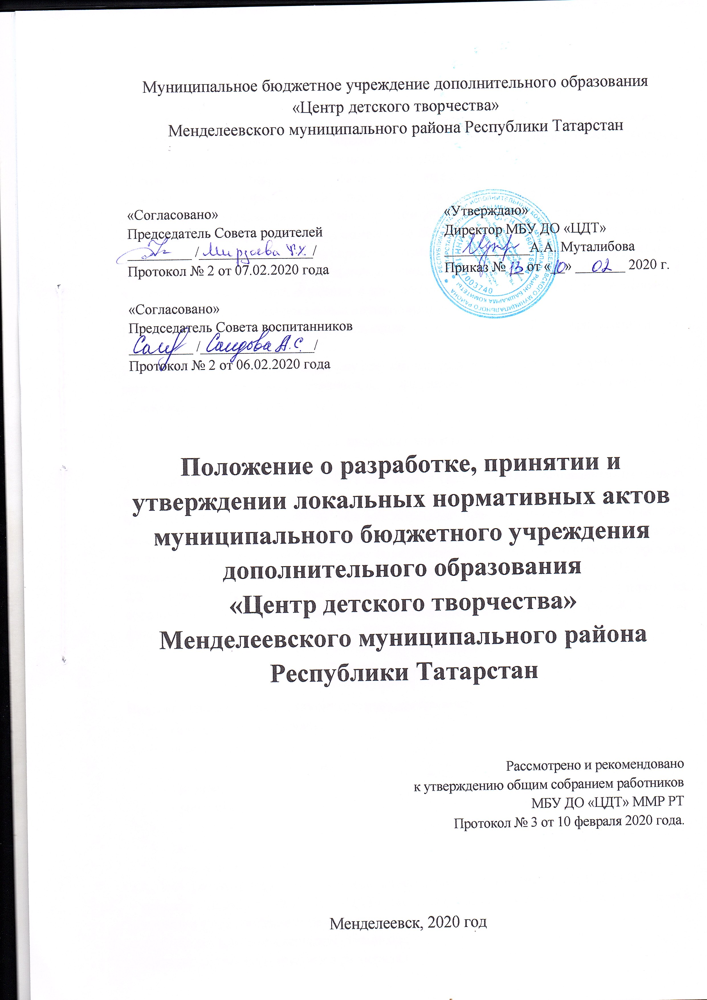 Муниципальное бюджетное учреждение дополнительного образования
«Центр детского творчества»
Менделеевского муниципального района Республики Татарстан
«Согласовано»
Председатель Совета родителей
_________ / Мирзаева /
Протокол № 2 от 07.02.2020 года
«Утверждаю»
Директор МБУ ДО «ЦДТ»
____________А.А. Муталибова
Приказ № 13 от «10» 02 2020 г.
7003740
«Согласовано»
Председатель Совета воспитанников
_________ / Саидова А.С. /
Протокол № 2 от 06.02.2020 года
Положение о разработке, принятии и
утверждении локальных нормативных актов
муниципального бюджетного учреждения
дополнительного образования
«Центр детского творчества»
Менделеевского муниципального района
Республики Татарстан
Рассмотрено и рекомендовано
к утверждению общим собранием работников
МБУ ДО «ЦДТ» ММР РТ
Протокол № 3 от 10 февраля 2020 года.
Менделеевск, 2020 год